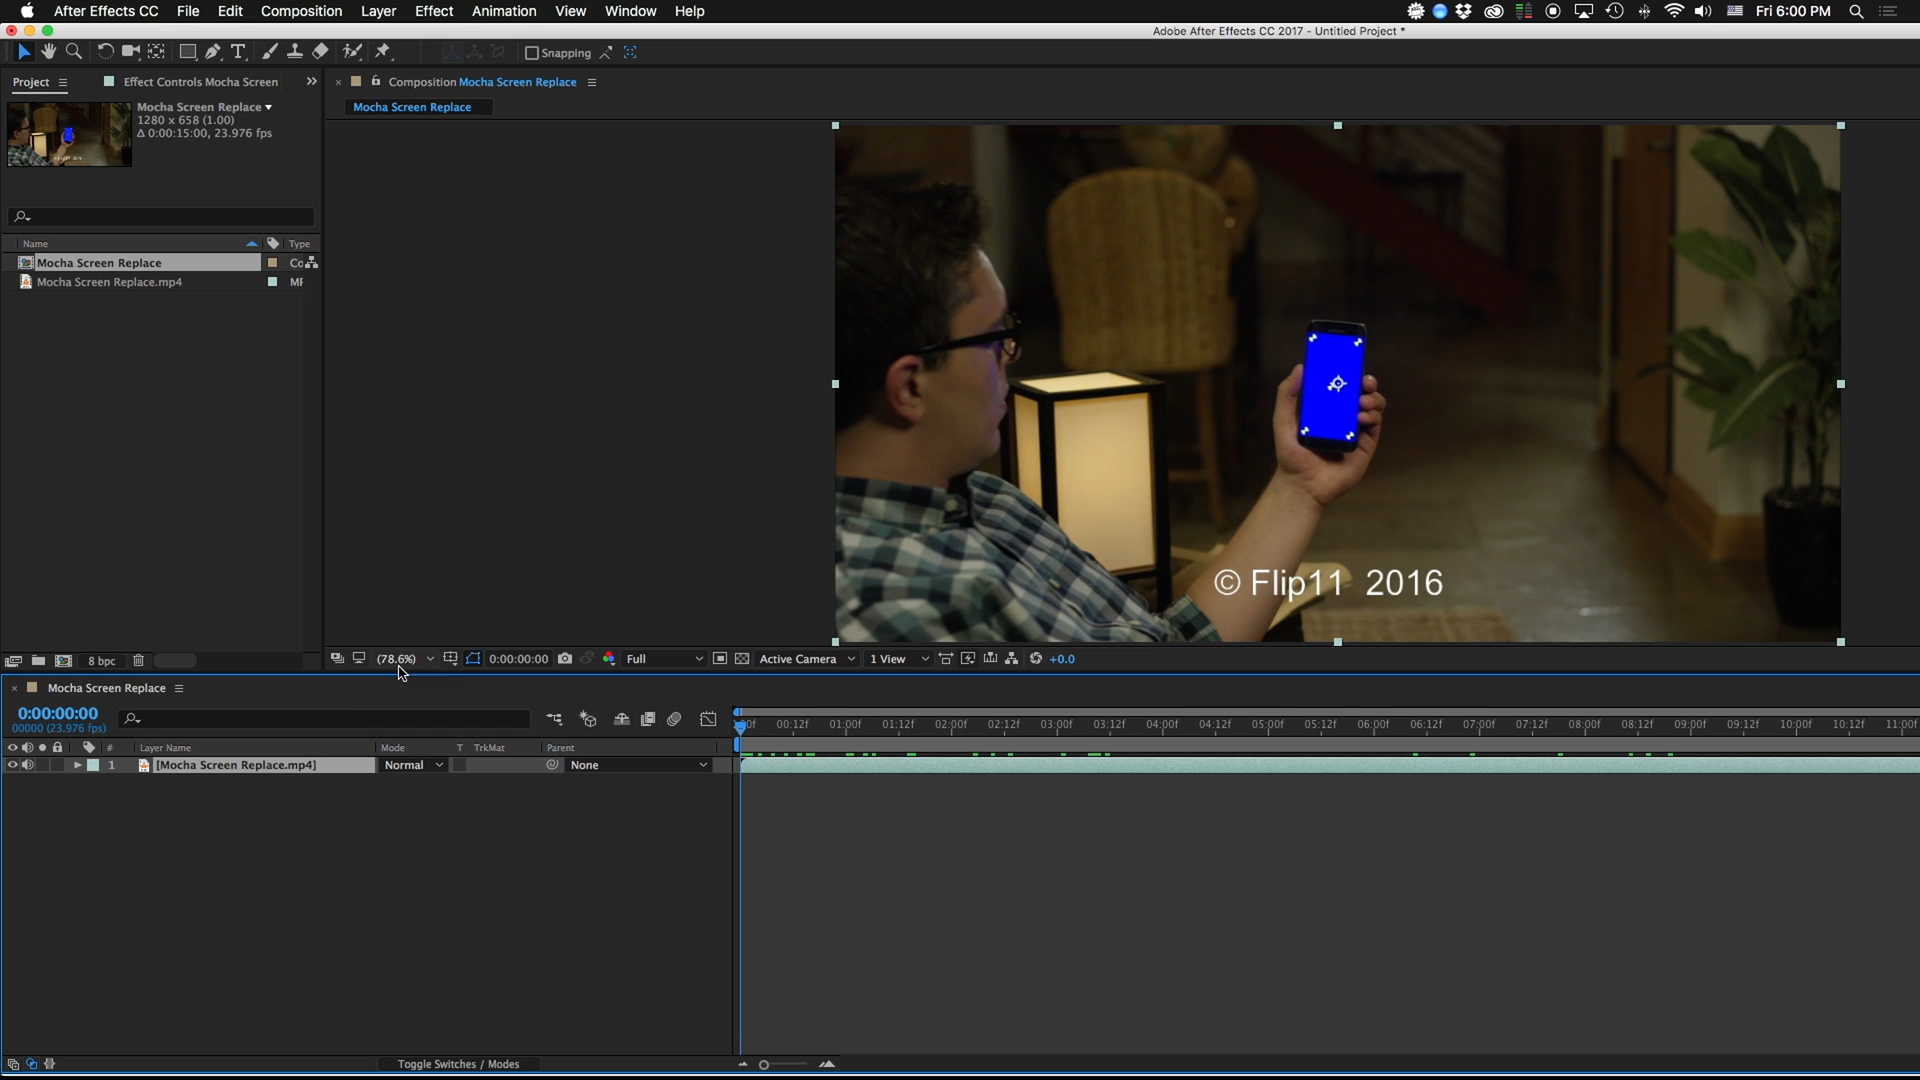 After Effects CC File Edit Composition Layer Effect Animation View Window Help Fri 6:00 PM
Adobe After Effects CC 2017 - Untitled Project *
Snapping
Project Effect Controls Mocha Screen Composition Mocha Screen Replace
Mocha Screen Replace
Mocha Screen Replace
1280 x 658 (1.00)
Δ 0:00:15:00, 23.976 fps
Name Type
Mocha Screen Replace Co
Mocha Screen Replace.mp4 MF
© Flip11 2016
8 bpc (78.6%) 0:00:00:00 Full Active Camera 1 View +0.0
Mocha Screen Replace
0:00:00:00
00000 (23.976 fps)
00:12f 01:00f 01:12f 02:00f 02:12f 03:00f 03:12f 04:00f 04:12f 05:00f 05:12f 06:00f 06:12f 07:00f 07:12f 08:00f 08:12f 09:00f 09:12f 10:00f 10:12f 11:00f
# Layer Name Mode T TrkMat Parent
1 [Mocha Screen Replace.mp4] Normal None
Toggle Switches / Modes